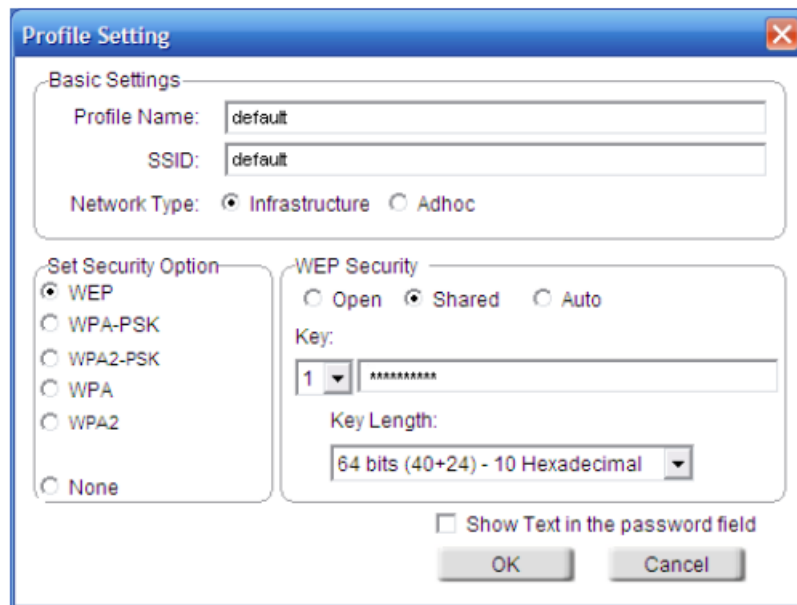 Profile Setting
Basic Settings
Profile Name: default
SSID: default
Network Type: Infrastructure Adhoc
Set Security Option
WEP
WPA-PSK
WPA2-PSK
WPA
WPA2
None
WEP Security
Open Shared Auto
Key:
1 **********
Key Length:
64 bits (40+24) - 10 Hexadecimal
Show Text in the password field
OK Cancel